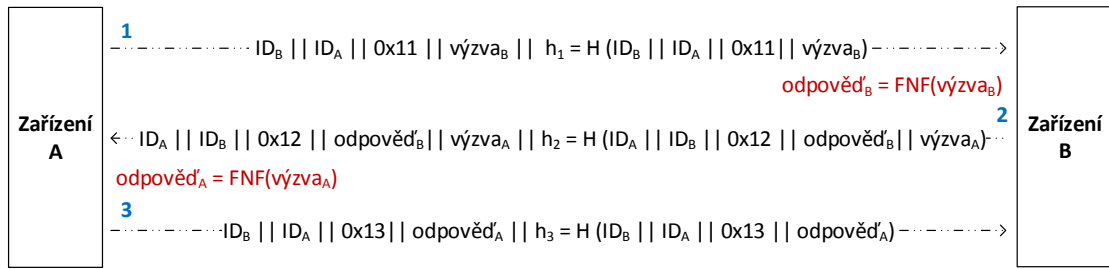 1
ID_B || ID_A || 0x11 || výzva_B || h_1 = H (ID_B || ID_A || 0x11|| výzva_B)
odpověď_B = FNF(výzva_B)
Zařízení
A
2
ID_A || ID_B || 0x12 || odpověď_B|| výzva_A || h_2 = H (ID_A || ID_B || 0x12 || odpověď_B|| výzva_A)
Zařízení
B
odpověď_A = FNF(výzva_A)
3
ID_B || ID_A || 0x13|| odpověď_A || h_3 = H (ID_B || ID_A || 0x13 || odpověď_A)